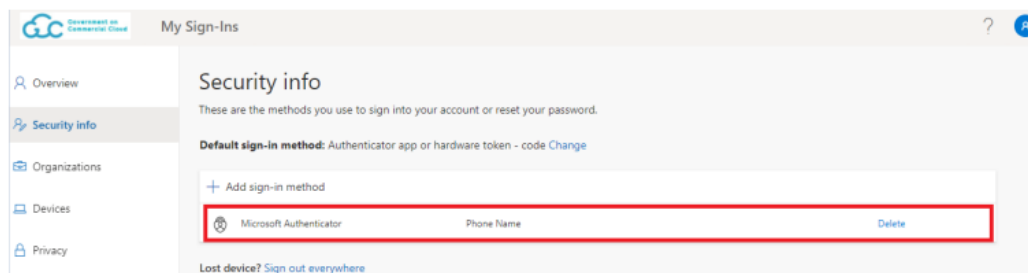 GCC Government on
Commercial Cloud
My Sign-Ins
?
Overview
Security info
Organizations
Devices
Privacy
Security info
These are the methods you use to sign into your account or reset your password.
Default sign-in method: Authenticator app or hardware token - code Change
+ Add sign-in method
Microsoft Authenticator Phone Name Delete
Lost device? Sign out everywhere